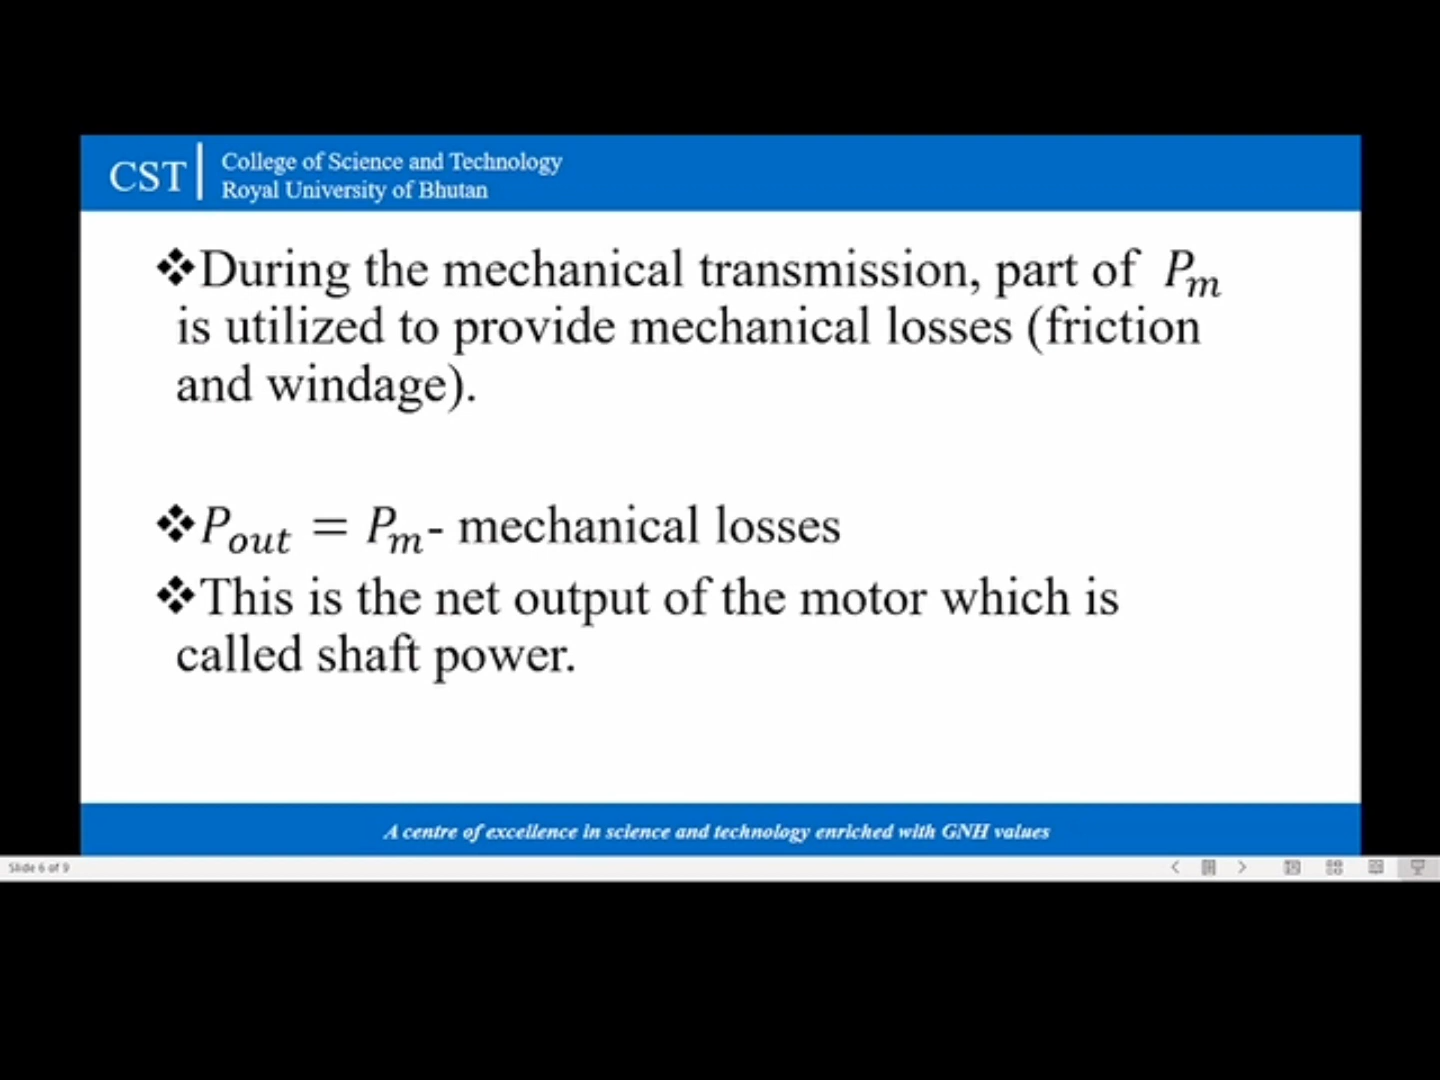 CST
College of Science and Technology
Royal University of Bhutan
❖During the mechanical transmission, part of P_m
is utilized to provide mechanical losses (friction
and windage).
❖P_out = P_m- mechanical losses
❖This is the net output of the motor which is
called shaft power.
A centre of excellence in science and technology enriched with GNH values
Slide 6 of 9